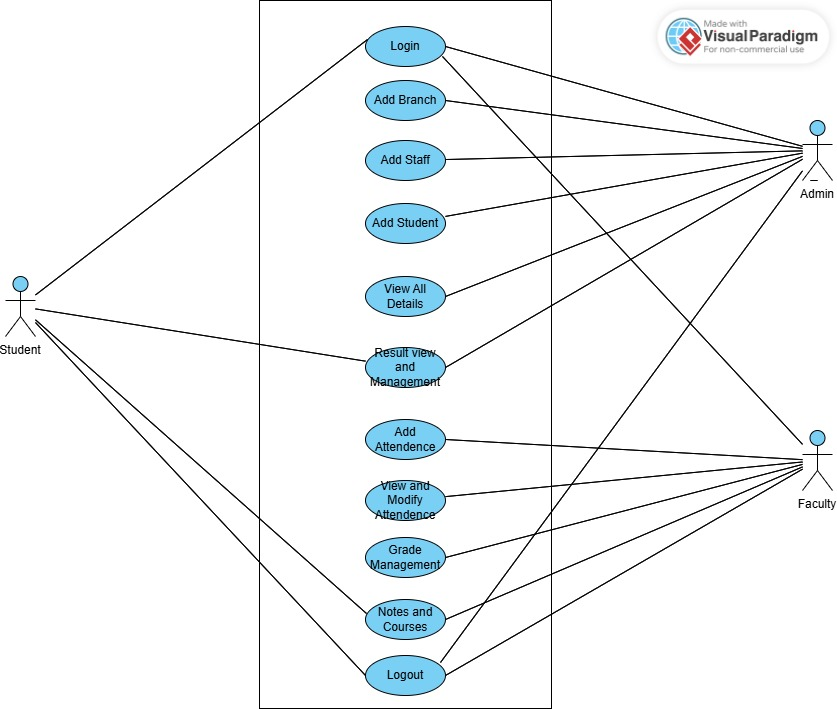 Made with
Visual Paradigm
For non-commercial use
Login
Add Branch
Add Staff
Admin
Add Student
View All
Details
Student
Result view
and
Management
Add
Attendence
View and
Modify
Attendence
Faculty
Grade
Management
Notes and
Courses
Logout